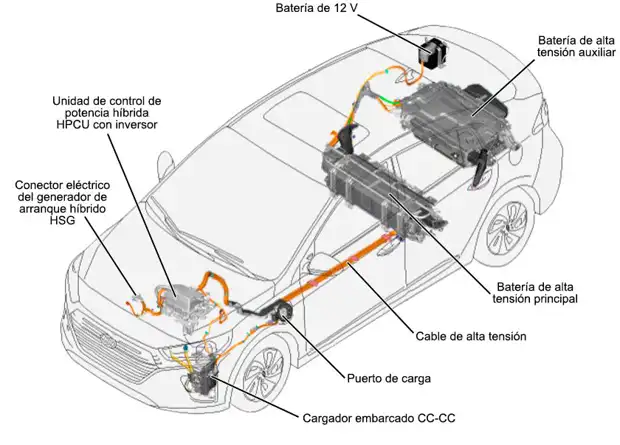 Batería de 12 V
Batería de alta
tensión auxiliar
Unidad de control de
potencia híbrida
HPCU con inversor
Conector eléctrico
del generador de
arranque híbrido
HSG
Batería de alta
tensión principal
Cable de alta tensión
Puerto de carga
Cargador embarcado CC-CC